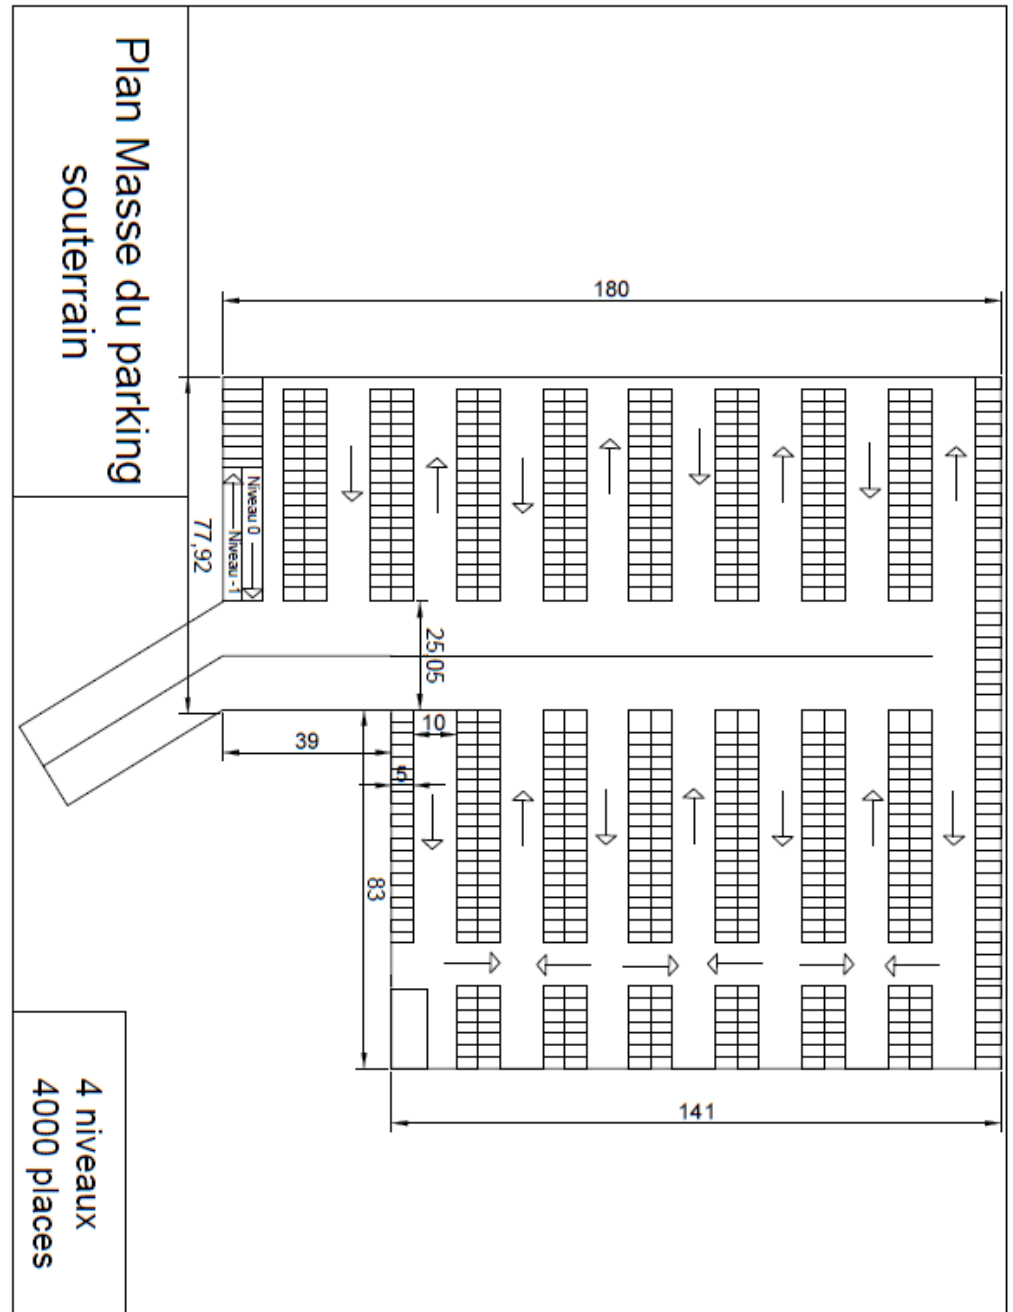 Plan Masse du parking
souterrain
180
77,92
Niveau 0
Niveau -1
25,05
10
39
5
83
141
4 niveaux
4000 places